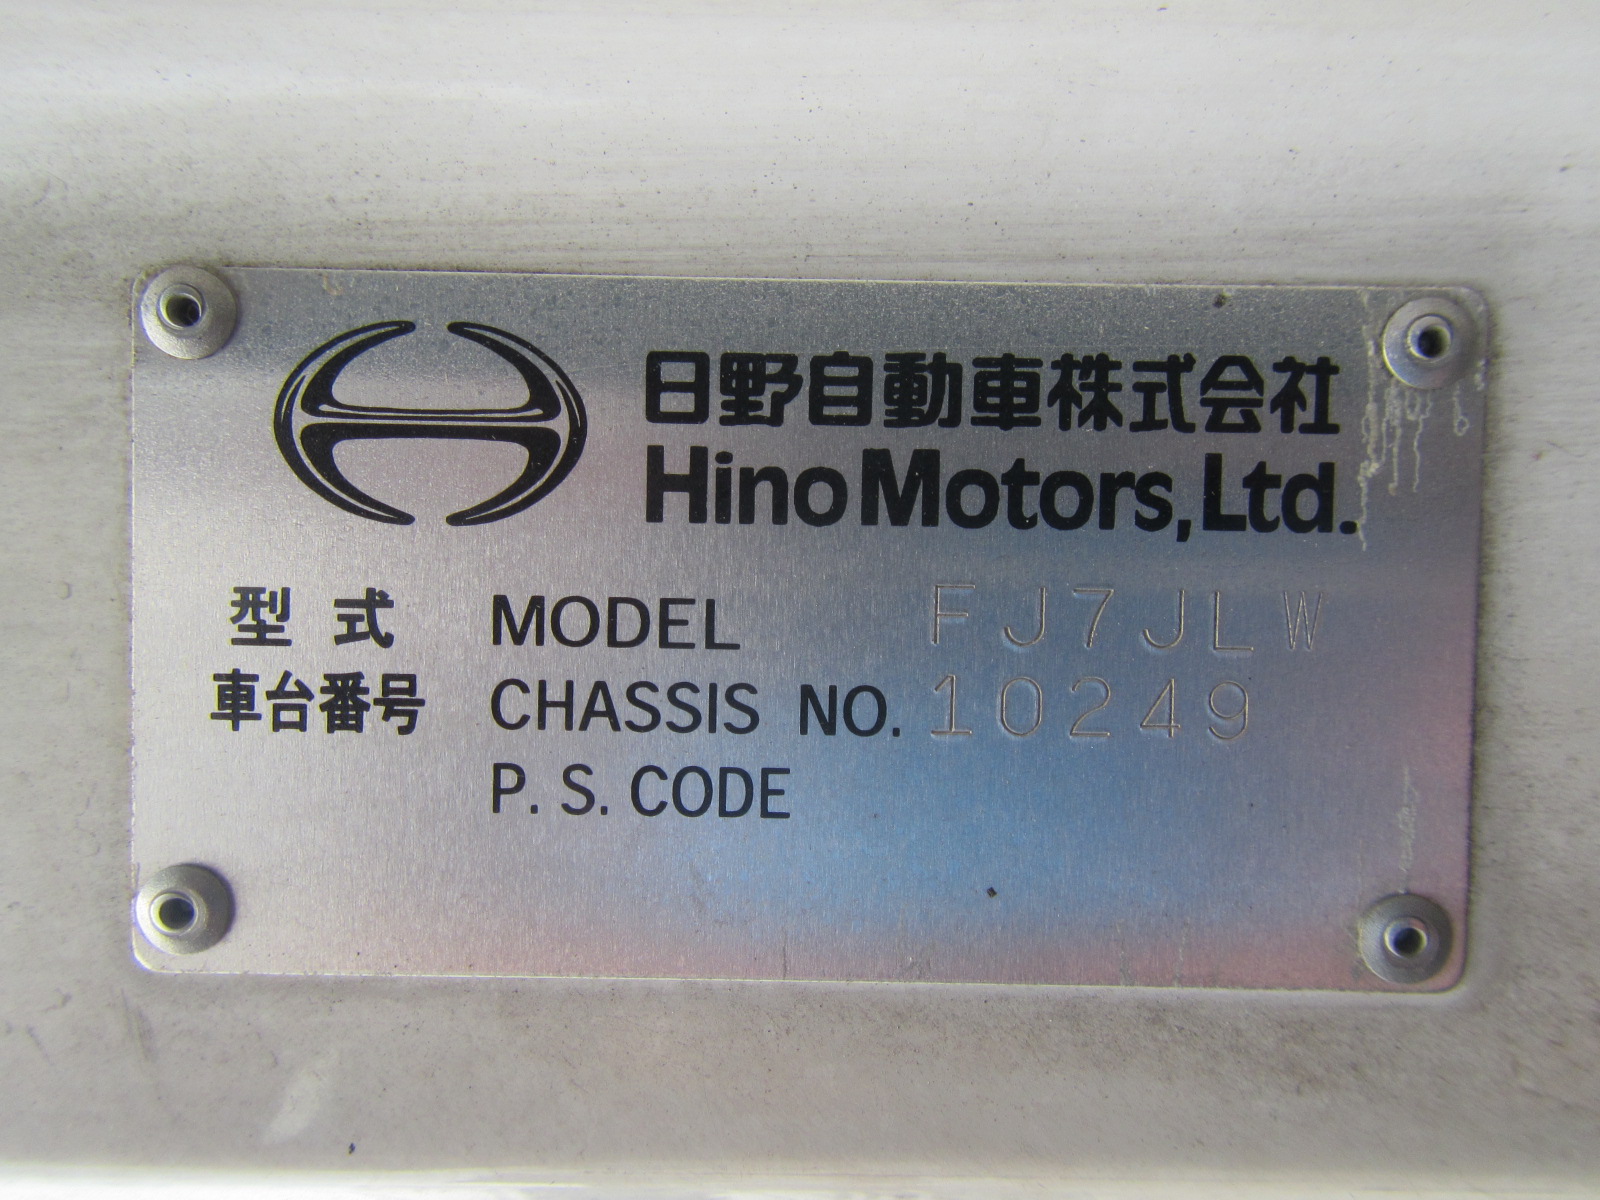 日野自動車株式会社
Hino Motors, Ltd.
型式 MODEL FJ7JLW
車台番号 CHASSIS NO. 10249
P. S. CODE